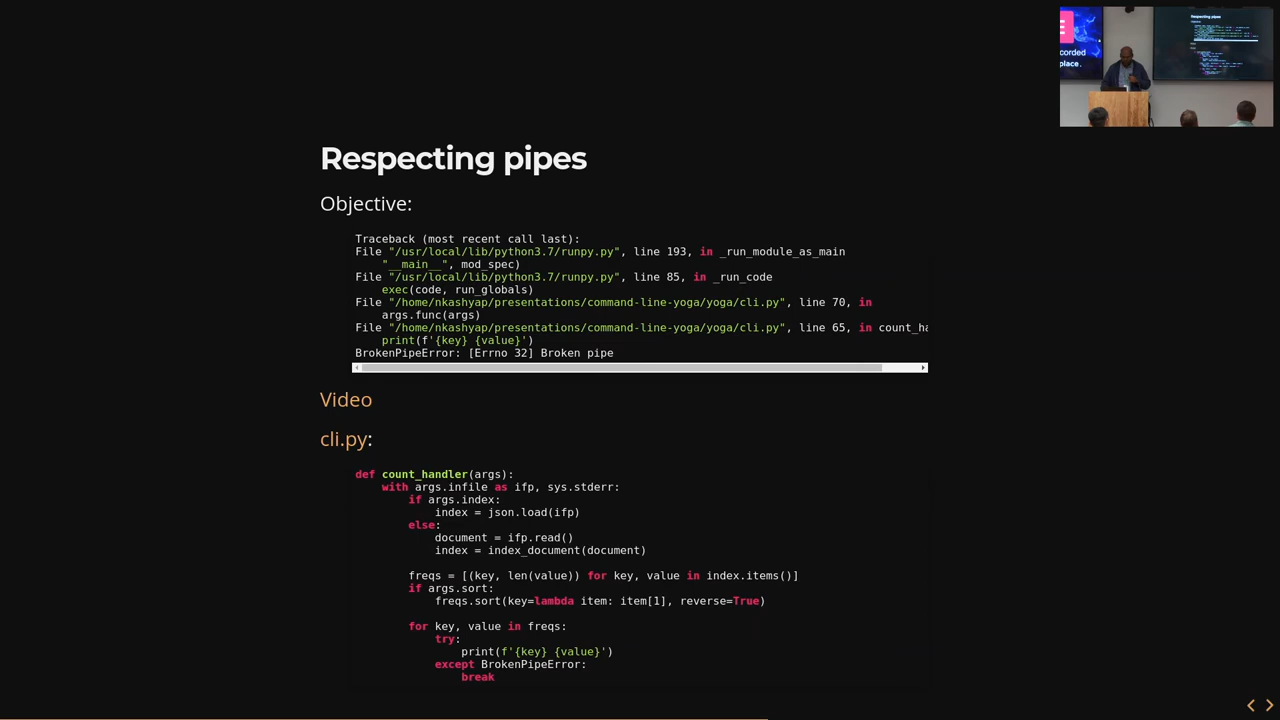 Respecting pipes
Objective:
Traceback (most recent call last):
File "/usr/local/lib/python3.7/runpy.py", line 193, in _run_module_as_main
"__main__", mod_spec)
File "/usr/local/lib/python3.7/runpy.py", line 85, in _run_code
exec(code, run_globals)
File "/home/nkashyap/presentations/command-line-yoga/yoga/cli.py", line 70, in
args.func(args)
File "/home/nkashyap/presentations/command-line-yoga/yoga/cli.py", line 65, in count_ha
print(f'{key} {value}')
BrokenPipeError: [Errno 32] Broken pipe
Video
cli.py:
def count_handler(args):
with args.infile as ifp, sys.stderr:
if args.index:
index = json.load(ifp)
else:
document = ifp.read()
index = index_document(document)
freqs = [(key, len(value)) for key, value in index.items()]
if args.sort:
freqs.sort(key=lambda item: item[1], reverse=True)
for key, value in freqs:
try:
print(f'{key} {value}')
except BrokenPipeError:
break
E
corded
place.
Respecting pipes